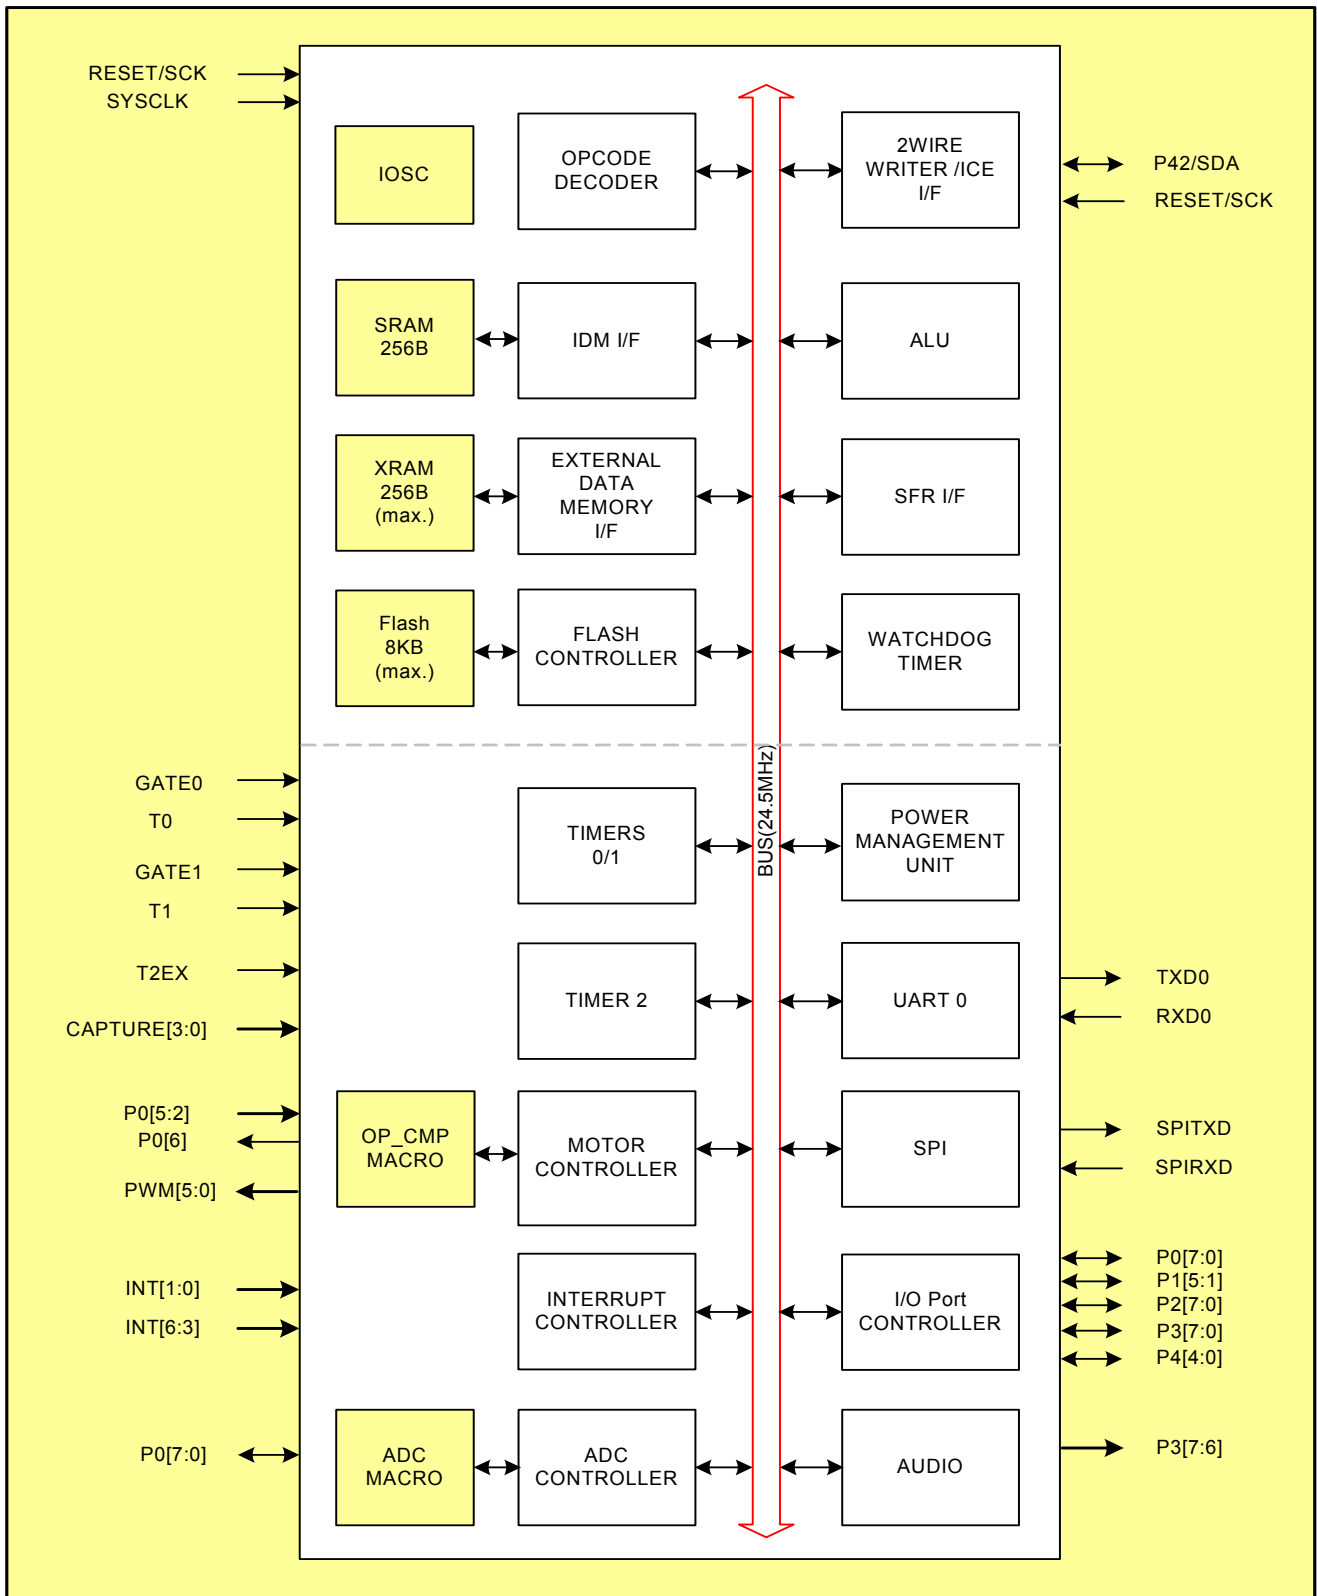 RESET/SCK
SYSCLK
IOSC
OPCODE
DECODER
2WIRE
WRITER /ICE
I/F
P42/SDA
RESET/SCK
SRAM
256B
IDM I/F
ALU
XRAM
256B
(max.)
EXTERNAL
DATA
MEMORY
I/F
SFR I/F
Flash
8KB
(max.)
FLASH
CONTROLLER
WATCHDOG
TIMER
BUS(24.5MHz)
GATE0
T0
GATE1
T1
TIMERS
0/1
POWER
MANAGEMENT
UNIT
T2EX
CAPTURE[3:0]
TIMER 2
UART 0
TXD0
RXD0
P0[5:2]
P0[6]
PWM[5:0]
OP_CMP
MACRO
MOTOR
CONTROLLER
SPI
SPITXD
SPIRXD
INT[1:0]
INT[6:3]
INTERRUPT
CONTROLLER
I/O Port
CONTROLLER
P0[7:0]
P1[5:1]
P2[7:0]
P3[7:0]
P4[4:0]
P0[7:0]
ADC
MACRO
ADC
CONTROLLER
AUDIO
P3[7:6]